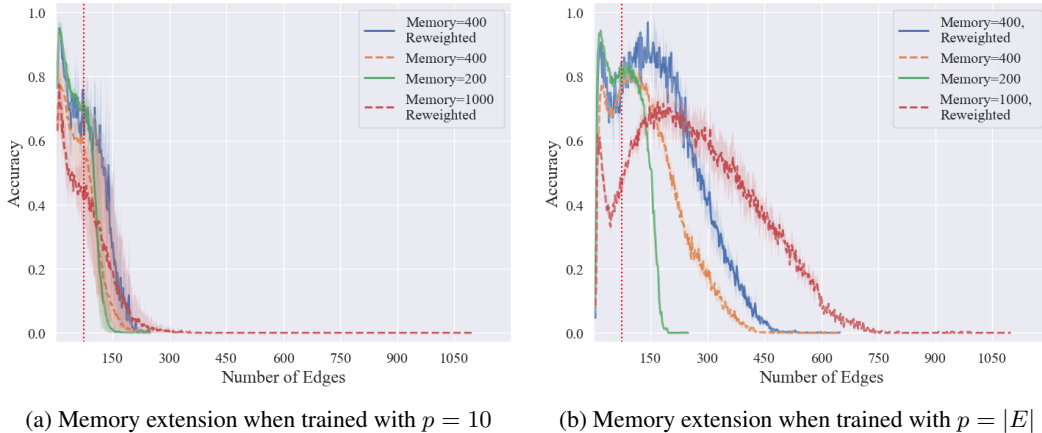 1.0
0.8
0.6
0.4
0.2
0.0
Accuracy
150 300 450 600 750 900 1050
Number of Edges
Memory=400
Reweighted
Memory=400
Memory=200
Memory=1000
Reweighted
(a) Memory extension when trained with p = 10
1.0
0.8
0.6
0.4
0.2
0.0
Accuracy
150 300 450 600 750 900 1050
Number of Edges
Memory=400,
Reweighted
Memory=400
Memory=200
Memory=1000,
Reweighted
(b) Memory extension when trained with p = |E|